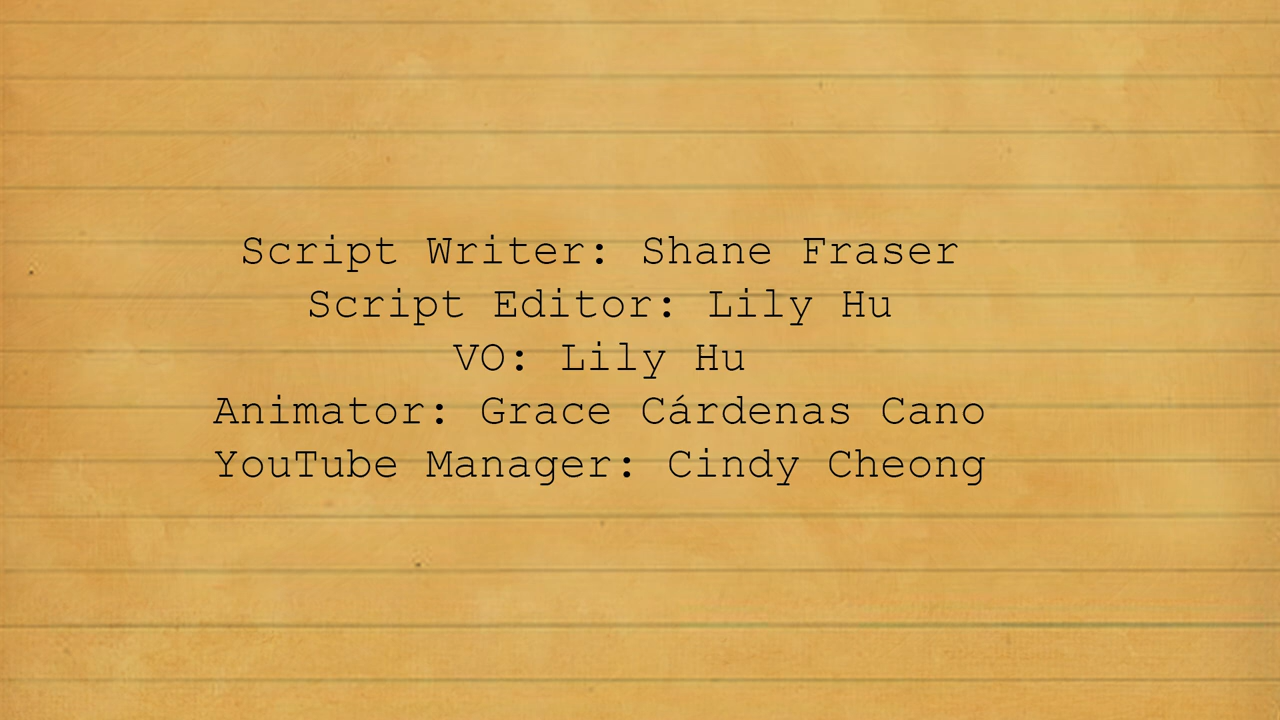 Script Writer: Shane Fraser
Script Editor: Lily Hu
VO: Lily Hu
Animator: Grace Cárdenas Cano
YouTube Manager: Cindy Cheong